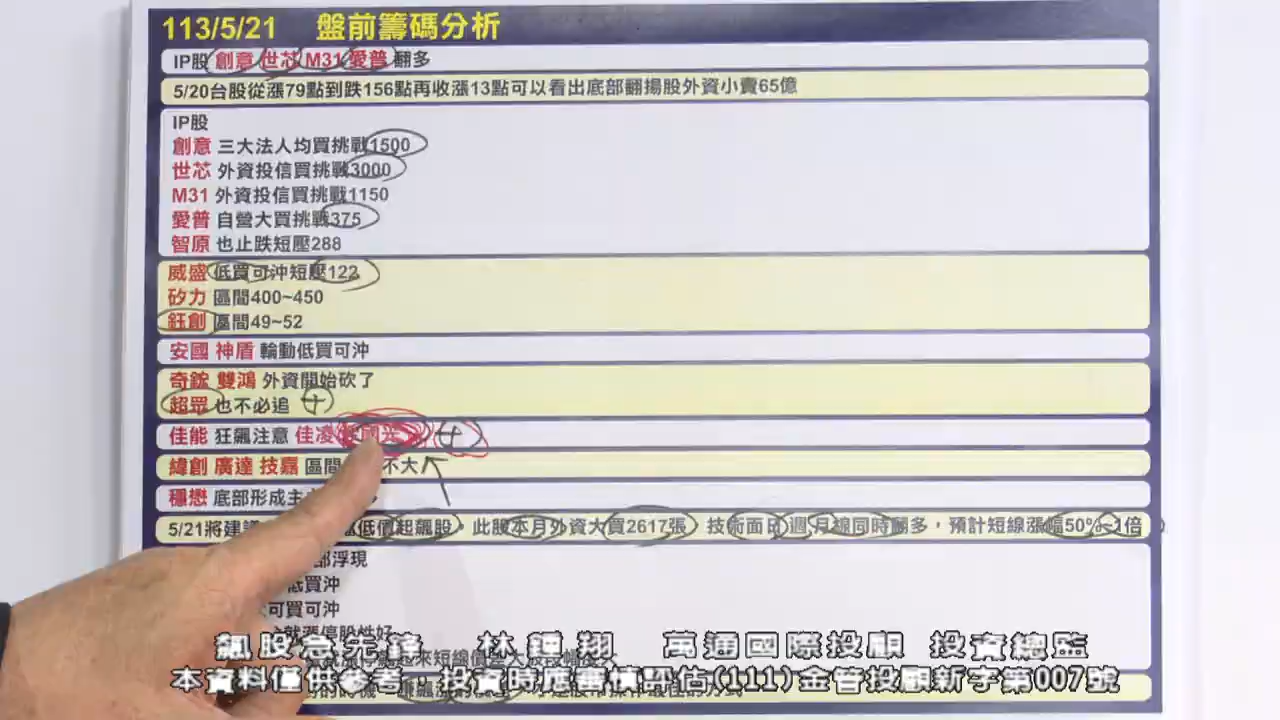 113/5/21 盤前籌碼分析
IP股 創意 世芯 M31 愛普 翻多
5/20台股從漲79點到跌156點再收漲13點可以看出底部翻揚股外資小賣65億
IP股
創意 三大法人均買挑戰1500
世芯 外資投信買挑戰3000
M31 外資投信買挑戰1150
愛普 自營大買挑戰375
智原 也止跌短壓288
威盛 低買可沖短壓122
矽力 區間400~450
鈺創 區間49~52
安國 神盾 輪動低買可沖
奇鋐 雙鴻 外資開始砍了
超眾 也不必追 +
佳能 狂飆注意 佳凌 國光 +
緯創 廣達 技嘉 區間 不大
穩懋 底部形成主
5/21將建議 低價起飆股，此股本月外資大買2617張 技術面日週月線同時翻多，預計短線漲幅50%~1倍
部浮現
低買沖
可買可沖
就漲停股性好
飆股急先鋒 林鍾翔 萬通國際投顧 投資總監
本資料僅供參考，投資時應審慎評估(111)金管投顧新字第007號